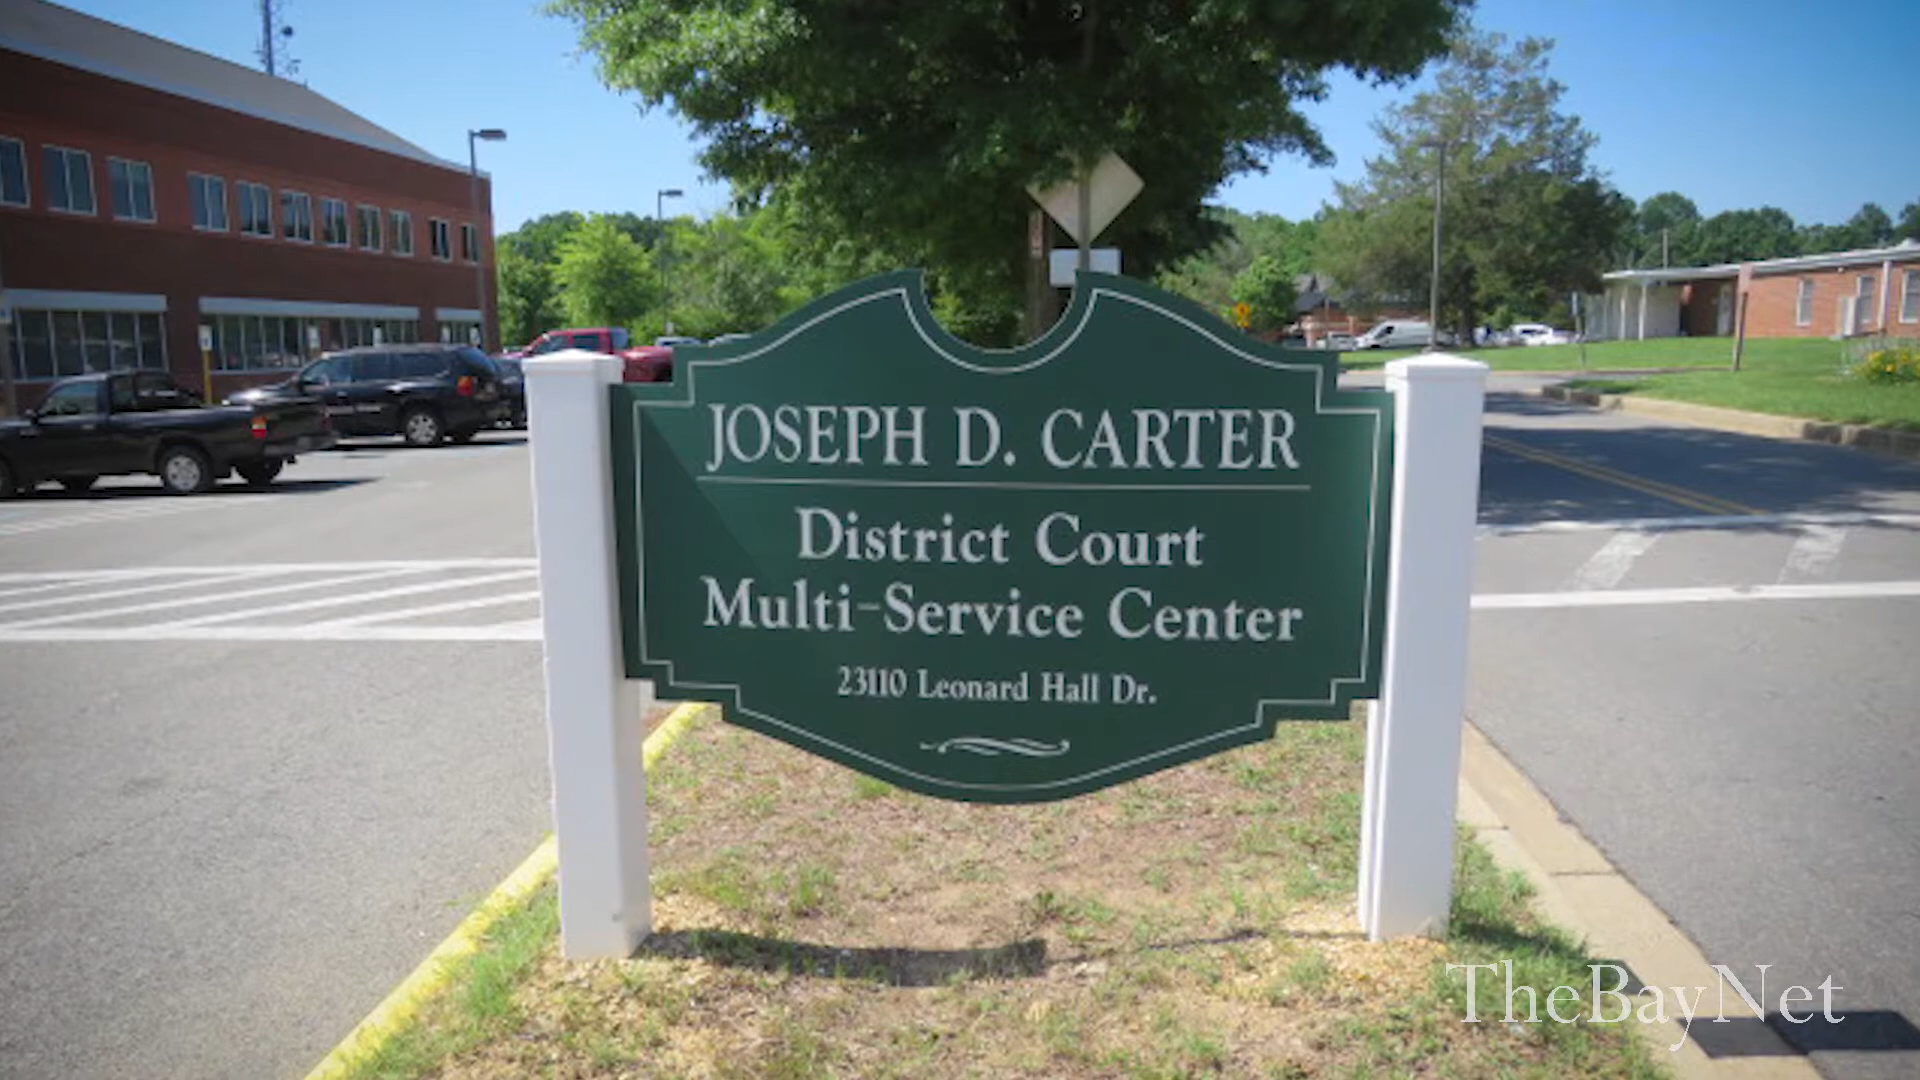 JOSEPH D. CARTER
District Court
Multi-Service Center
23110 Leonard Hall Dr.
TheBayNet